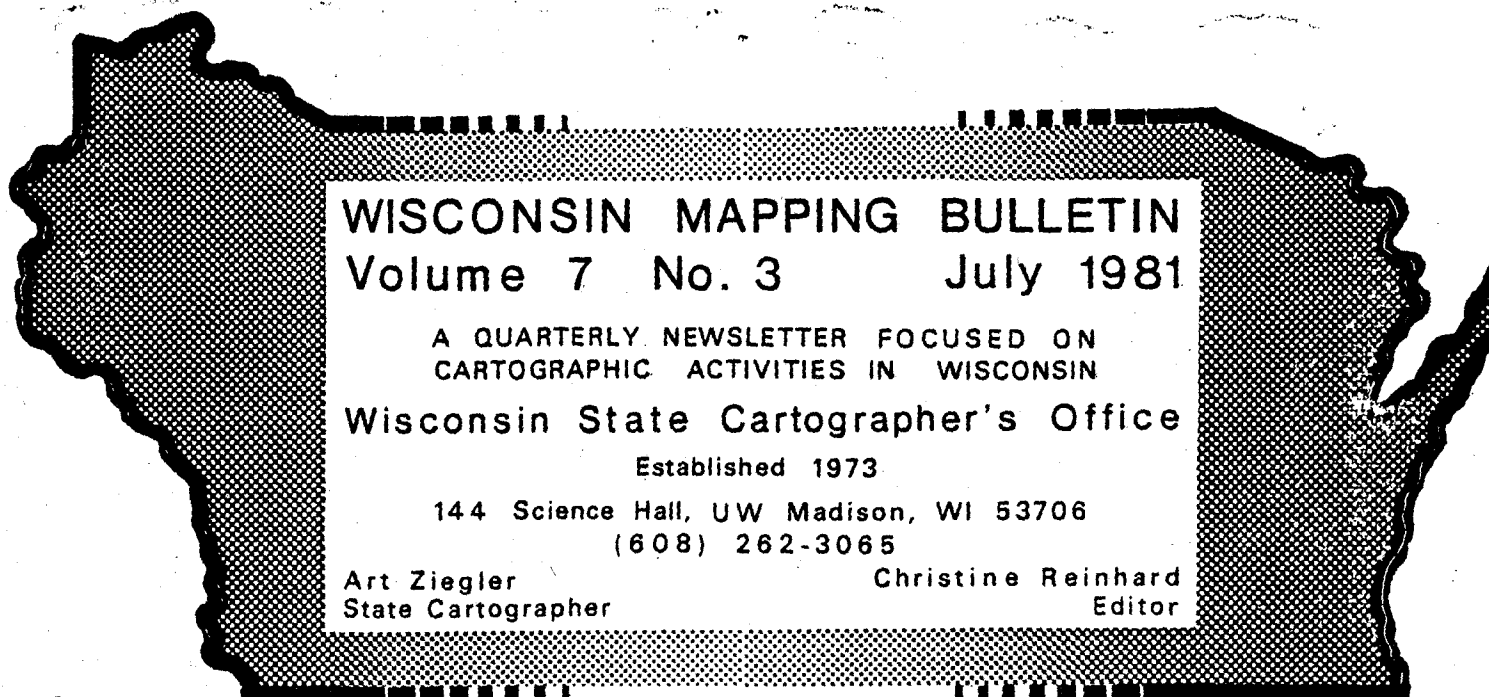 WISCONSIN MAPPING BULLETIN
Volume 7 No. 3 July 1981
A QUARTERLY NEWSLETTER FOCUSED ON
CARTOGRAPHIC ACTIVITIES IN WISCONSIN
Wisconsin State Cartographer's Office
Established 1973
144 Science Hall, UW Madison, WI 53706
(608) 262-3065
Art Ziegler Christine Reinhard
State Cartographer Editor